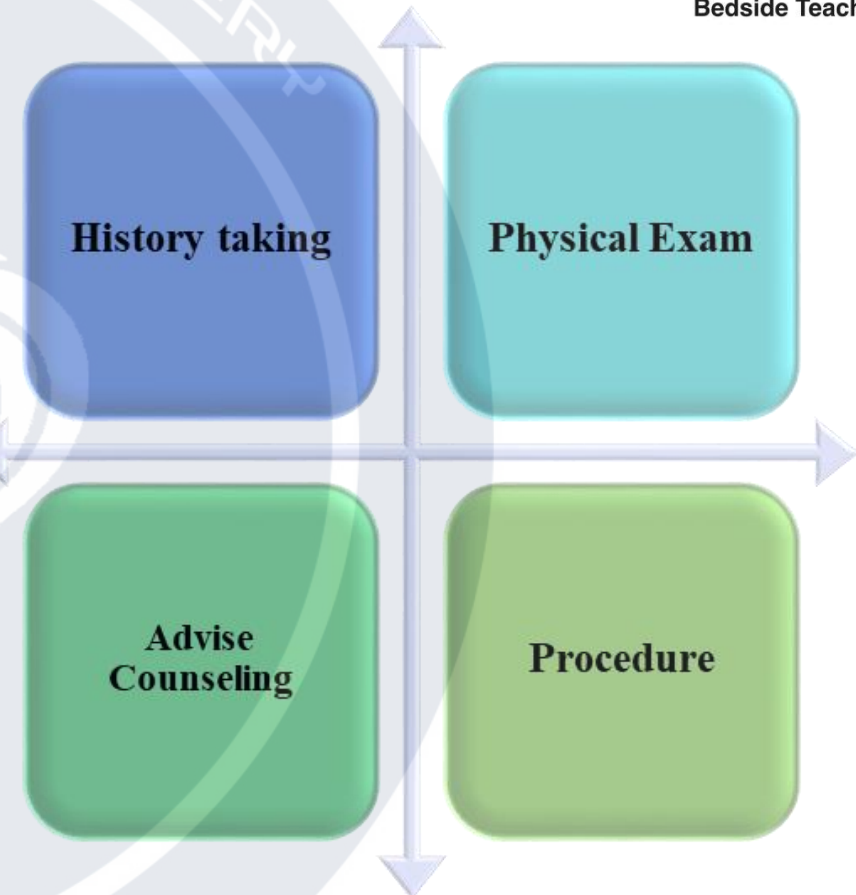 Bedside Teach
History taking
Physical Exam
Advise
Counseling
Procedure